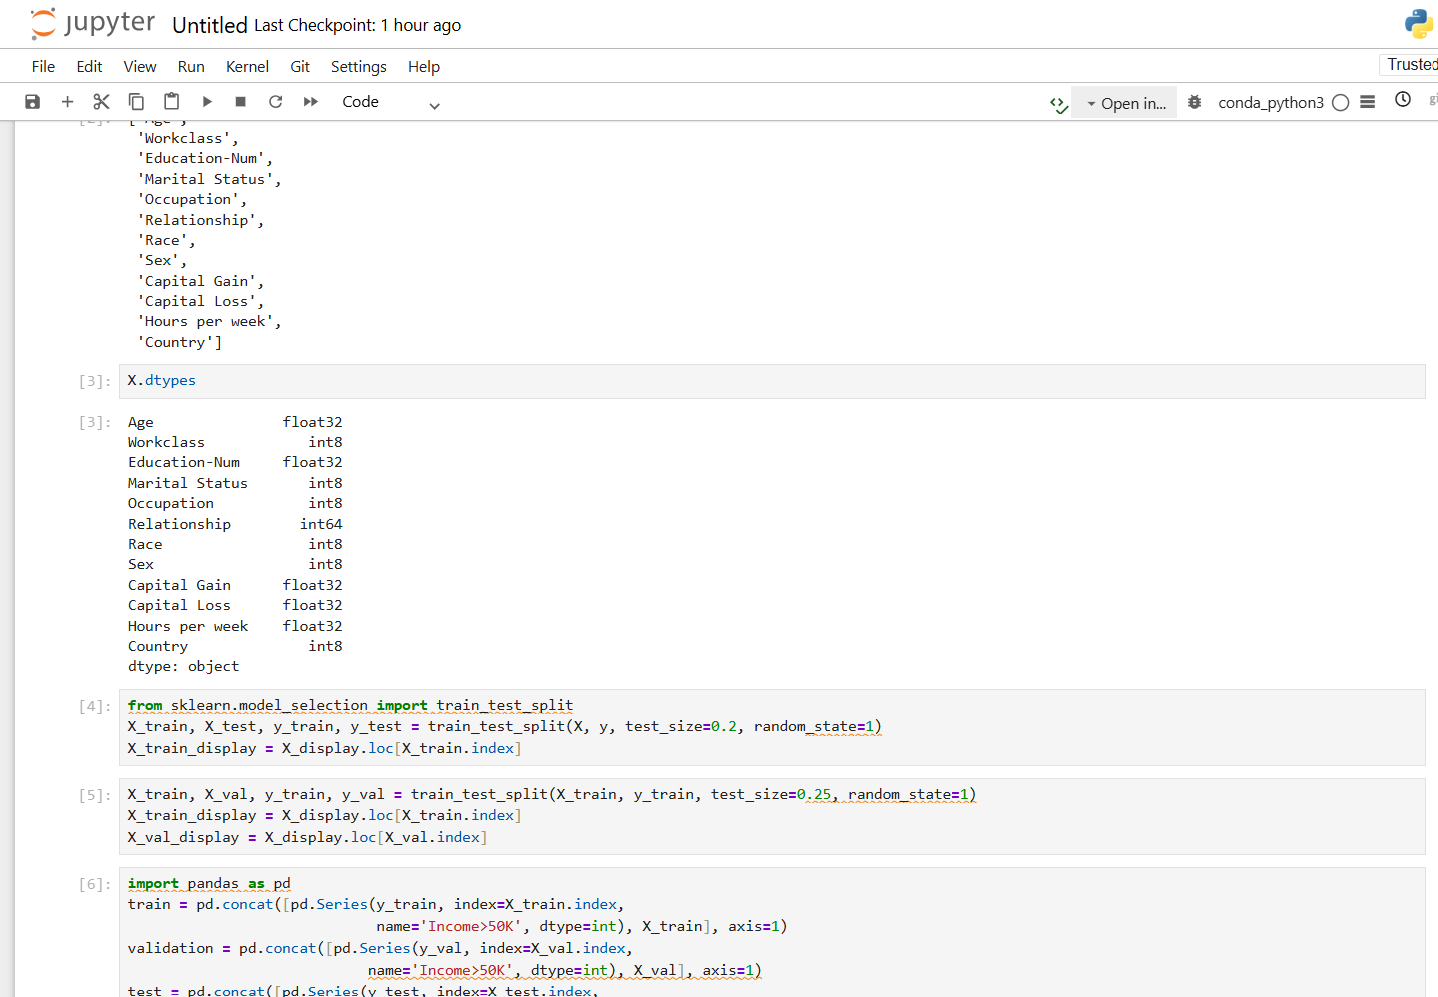 jupyter Untitled Last Checkpoint: 1 hour ago
File Edit View Run Kernel Git Settings Help
Trusted
Code
Open in...
conda_python3
[2]: ['Age',
'Workclass',
'Education-Num',
'Marital Status',
'Occupation',
'Relationship',
'Race',
'Sex',
'Capital Gain',
'Capital Loss',
'Hours per week',
'Country']
[3]: X.dtypes
[3]: Age float32
Workclass int8
Education-Num float32
Marital Status int8
Occupation int8
Relationship int64
Race int8
Sex int8
Capital Gain float32
Capital Loss float32
Hours per week float32
Country int8
dtype: object
[4]: from sklearn.model_selection import train_test_split
X_train, X_test, y_train, y_test = train_test_split(X, y, test_size=0.2, random_state=1)
X_train_display = X_display.loc[X_train.index]
[5]: X_train, X_val, y_train, y_val = train_test_split(X_train, y_train, test_size=0.25, random_state=1)
X_train_display = X_display.loc[X_train.index]
X_val_display = X_display.loc[X_val.index]
[6]: import pandas as pd
train = pd.concat([pd.Series(y_train, index=X_train.index,
name='Income>50K', dtype=int), X_train], axis=1)
validation = pd.concat([pd.Series(y_val, index=X_val.index,
name='Income>50K', dtype=int), X_val], axis=1)
test = pd.concat([pd.Series(y_test, index=X_test.index,